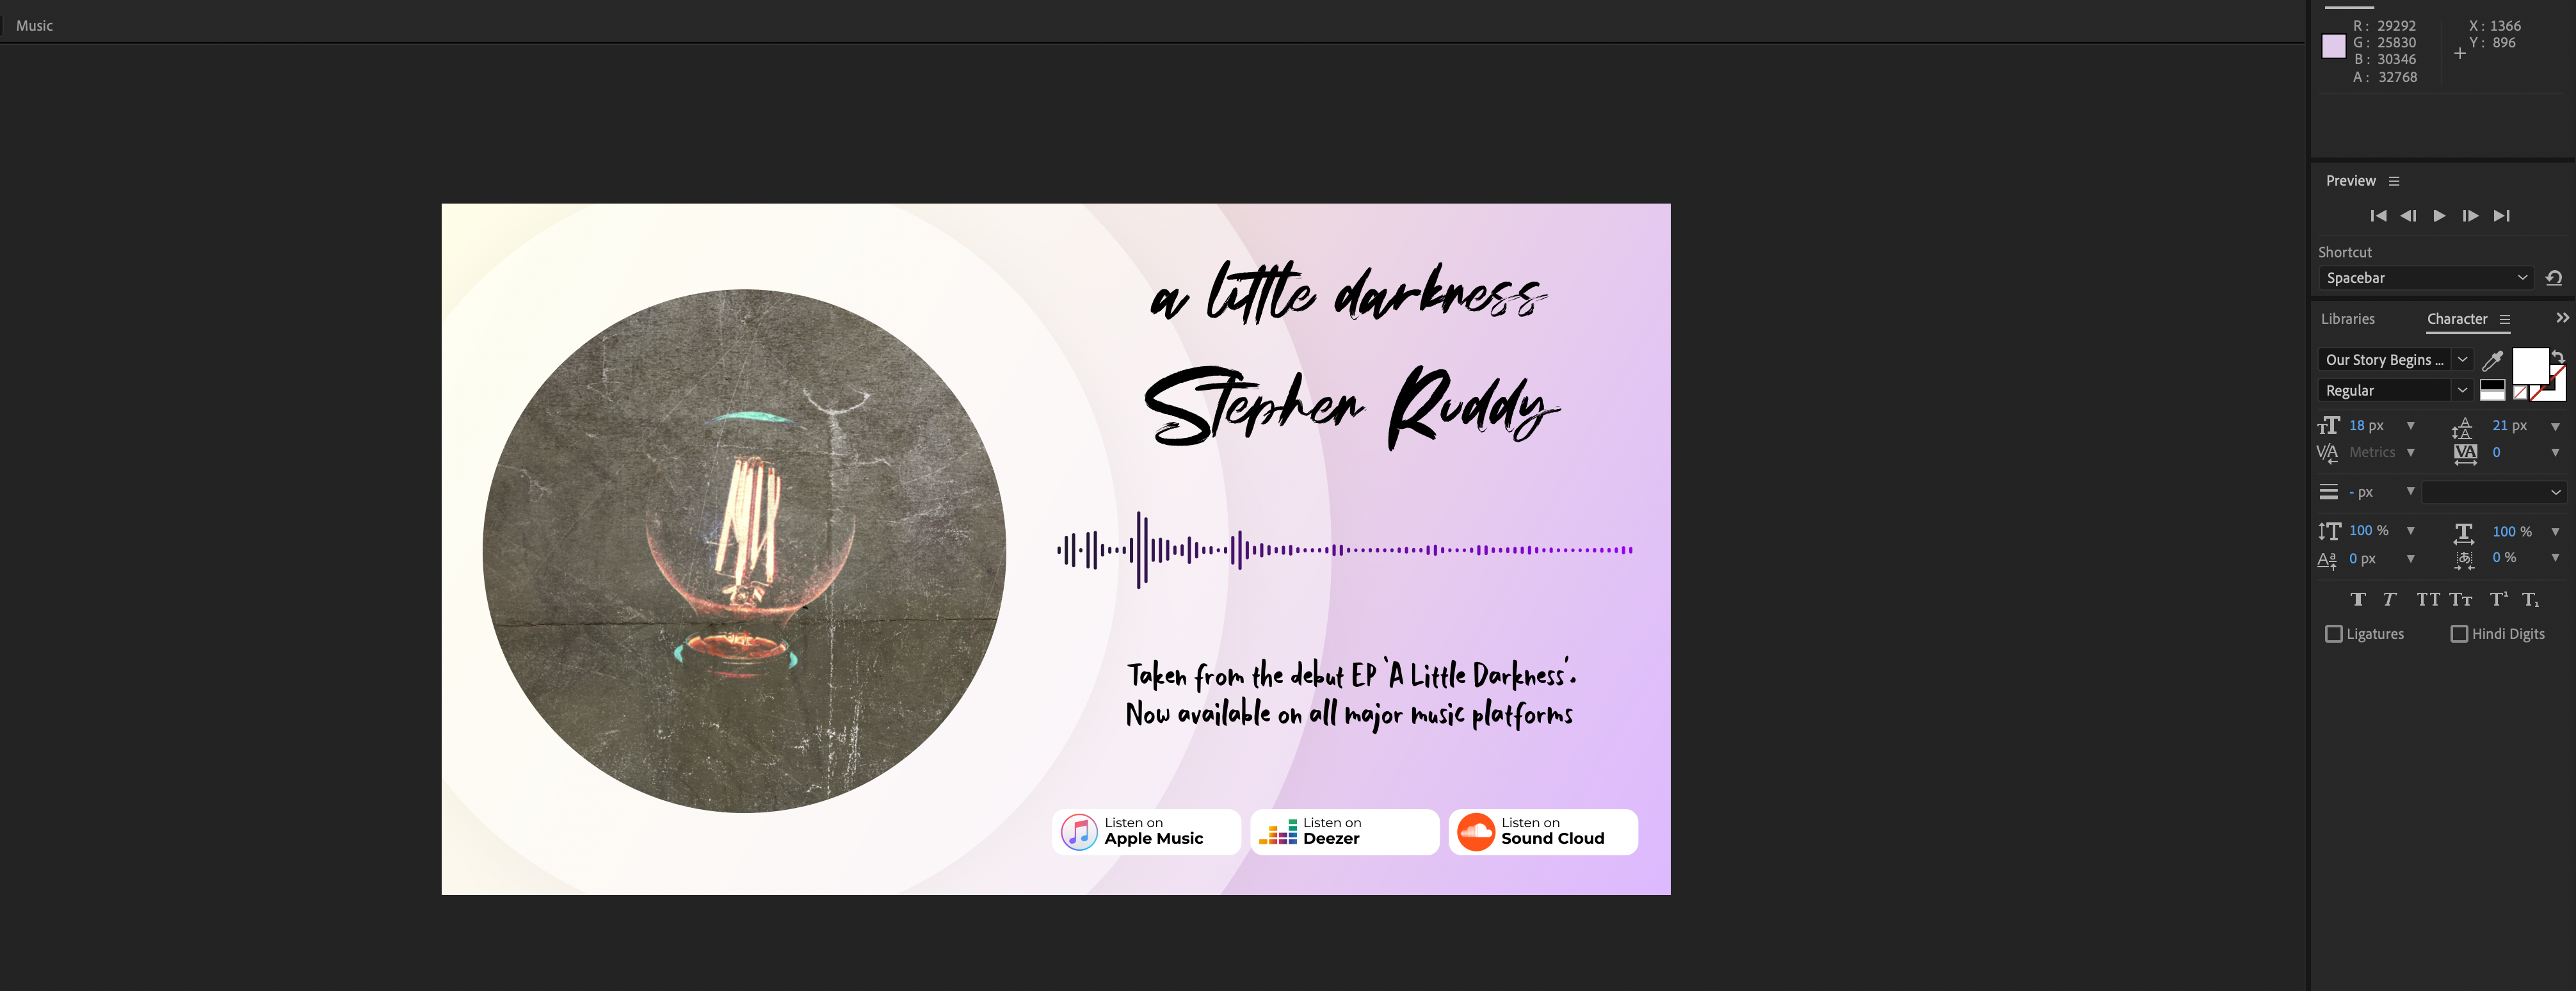 Music
R : 29292
G : 25830
B : 30346
A : 32768
X : 1366
Y : 896
Preview
Shortcut
Spacebar
Libraries
Character
Our Story Begins ...
Regular
18 px
21 px
Metrics
0
- px
100 %
100 %
0 px
0 %
Ligatures
Hindi Digits
a little darkness
Stephen Ruddy
Taken from the debut EP 'A Little Darkness'.
Now available on all major music platforms
Listen on
Apple Music
Listen on
Deezer
Listen on
Sound Cloud